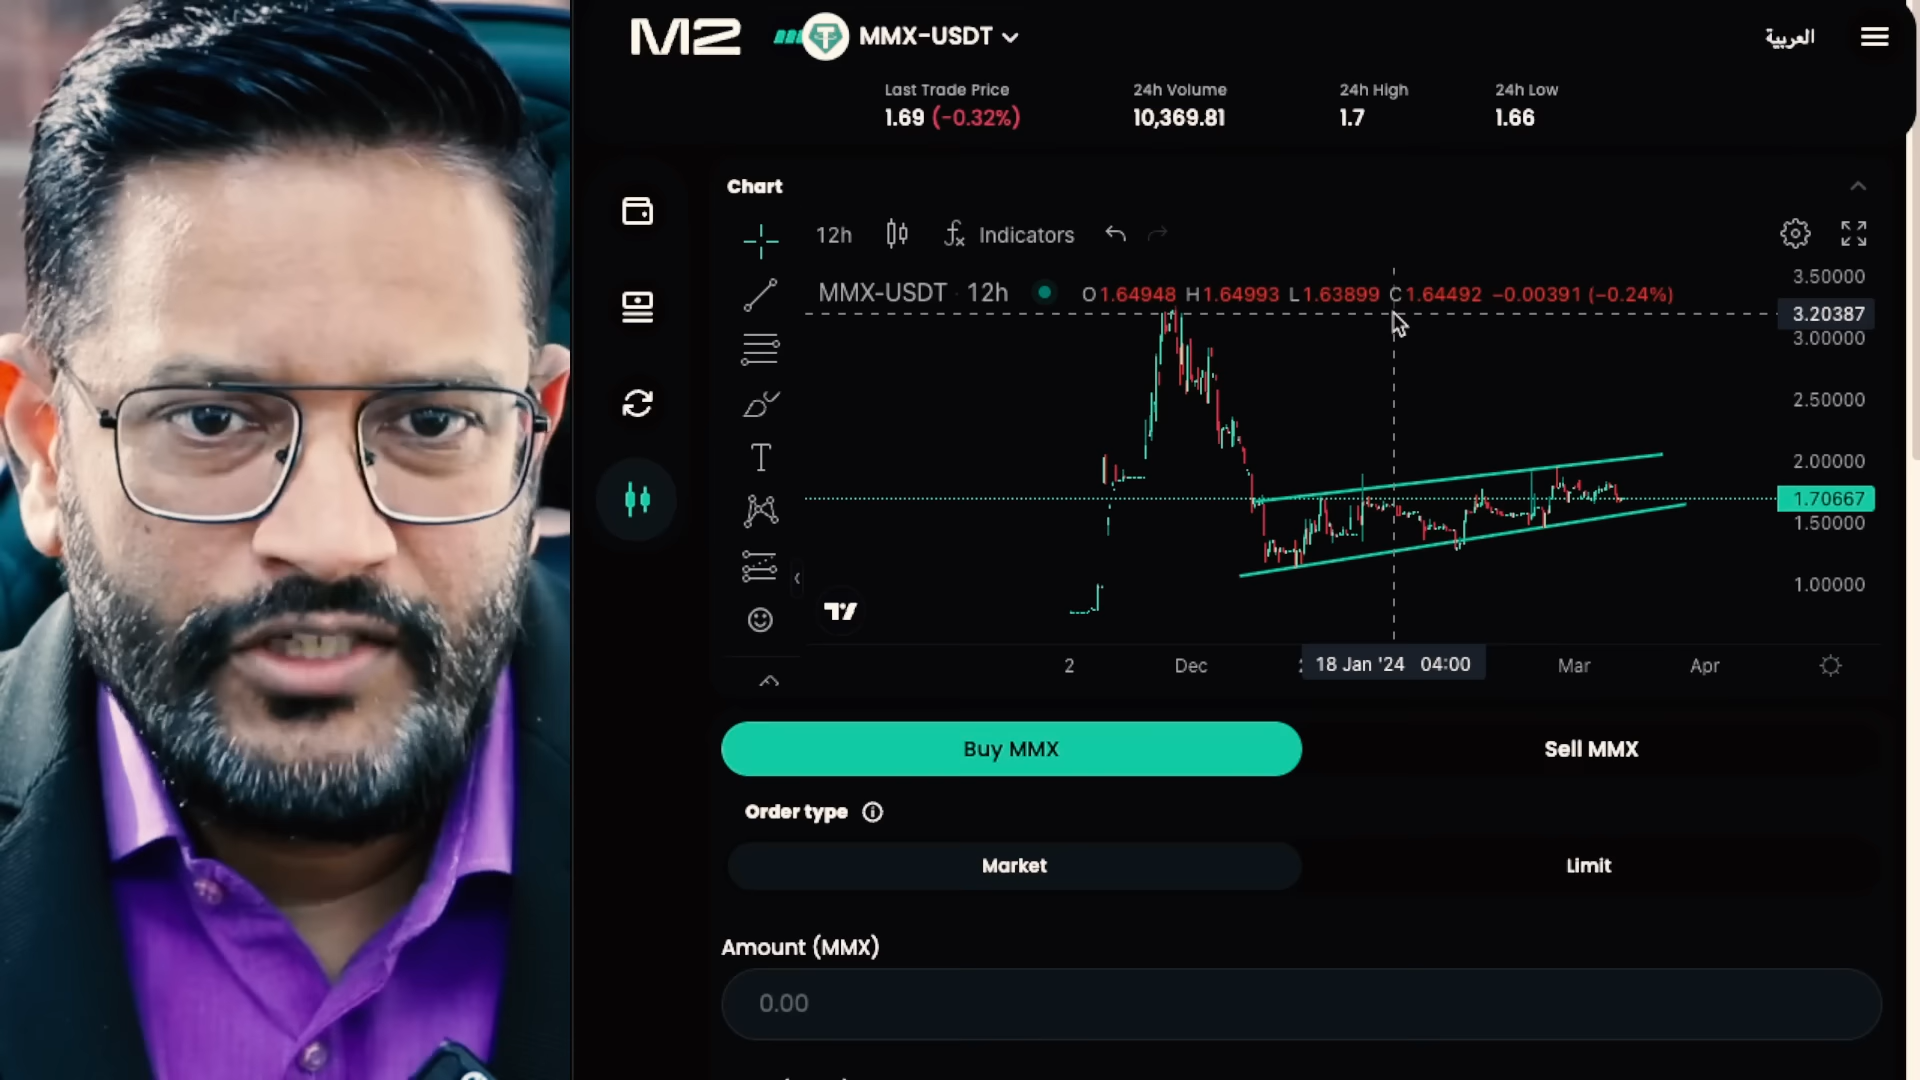 M2
MMX-USDT
العربية
Last Trade Price
24h Volume
24h High
24h Low
1.69 (-0.32%)
10,369.81
1.7
1.66
Chart
12h
Indicators
MMX-USDT · 12h
O1.64948 H1.64993 L1.63899 C1.64492 −0.00391 (−0.24%)
3.50000
3.20387
3.00000
2.50000
2.00000
1.70667
1.50000
1.00000
2
Dec
18 Jan '24 04:00
Mar
Apr
Buy MMX
Sell MMX
Order type
Market
Limit
Amount (MMX)
0.00